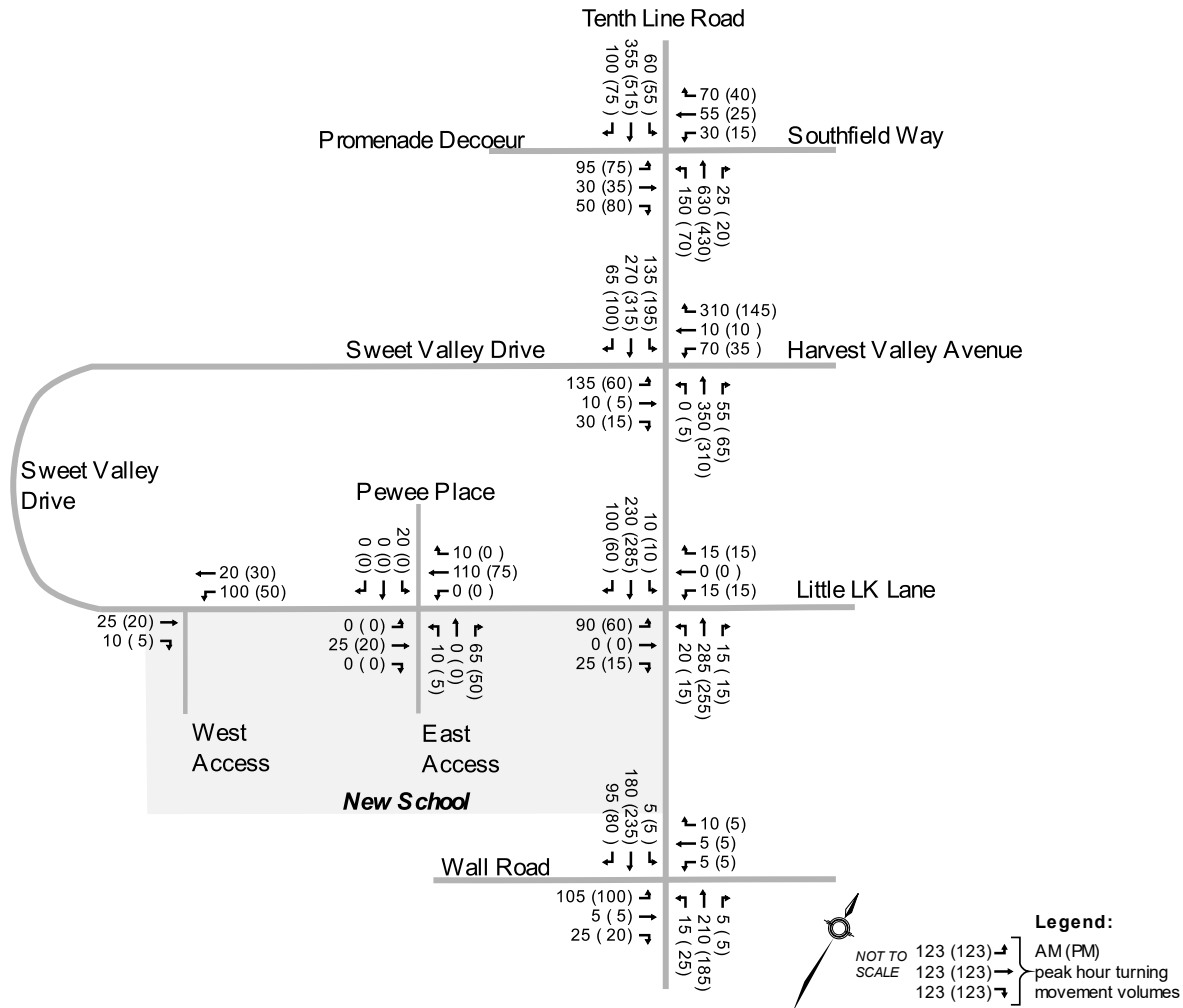 Tenth Line Road
100 (75 )
355 (515)
60 (55 )
70 (40)
55 (25)
30 (15)
Promenade Decoeur
Southfield Way
95 (75)
30 (35)
50 (80)
150 ( 70)
630 (430)
25 ( 20)
65 (100)
270 (315)
135 (195)
310 (145)
10 (10 )
70 (35 )
Sweet Valley Drive
Harvest Valley Avenue
135 (60)
10 ( 5)
30 (15)
0 ( 5)
350 (310)
55 ( 65)
Sweet Valley
Drive
Pewee Place
0 (0)
0 (0)
20 (0)
10 (0 )
110 (75)
0 (0 )
100 ( 60)
230 (285)
10 ( 10)
15 (15)
0 (0 )
15 (15)
20 (30)
100 (50)
Little LK Lane
25 (20)
10 ( 5)
0 ( 0)
25 (20)
0 ( 0)
10 ( 5)
0 ( 0)
65 (50)
90 (60)
0 ( 0)
25 (15)
20 ( 15)
285 (255)
15 ( 15)
West
Access
East
Access
New School
95 ( 80)
180 (235)
5 ( 5)
10 (5)
5 (5)
5 (5)
Wall Road
105 (100)
5 ( 5)
25 ( 20)
15 ( 25)
210 (185)
5 ( 5)
Legend:
NOT TO
SCALE
123 (123)
123 (123)
123 (123)
AM (PM)
peak hour turning
movement volumes